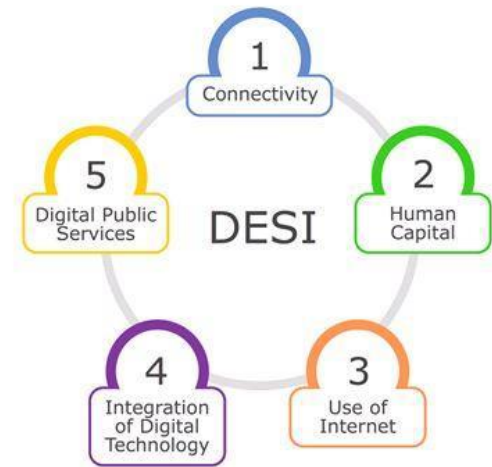 1
Connectivity
2
Human
Capital
3
Use of
Internet
4
Integration
of Digital
Technology
5
Digital Public
Services
DESI